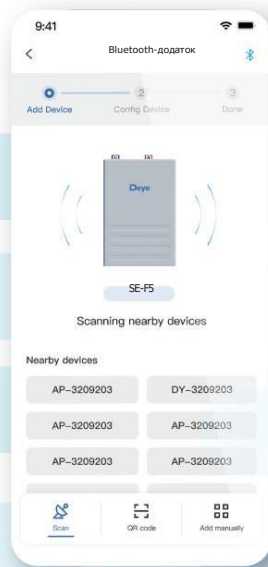 9:41
Bluetooth-додаток
1 2 3
Add Device Config Device Done
Deye
SE-F5
Scanning nearby devices
Nearby devices
AP-3209203 DY-3209203
AP-3209203 AP-3209203
AP-3209203 AP-3209203
Scan QR code Add manually